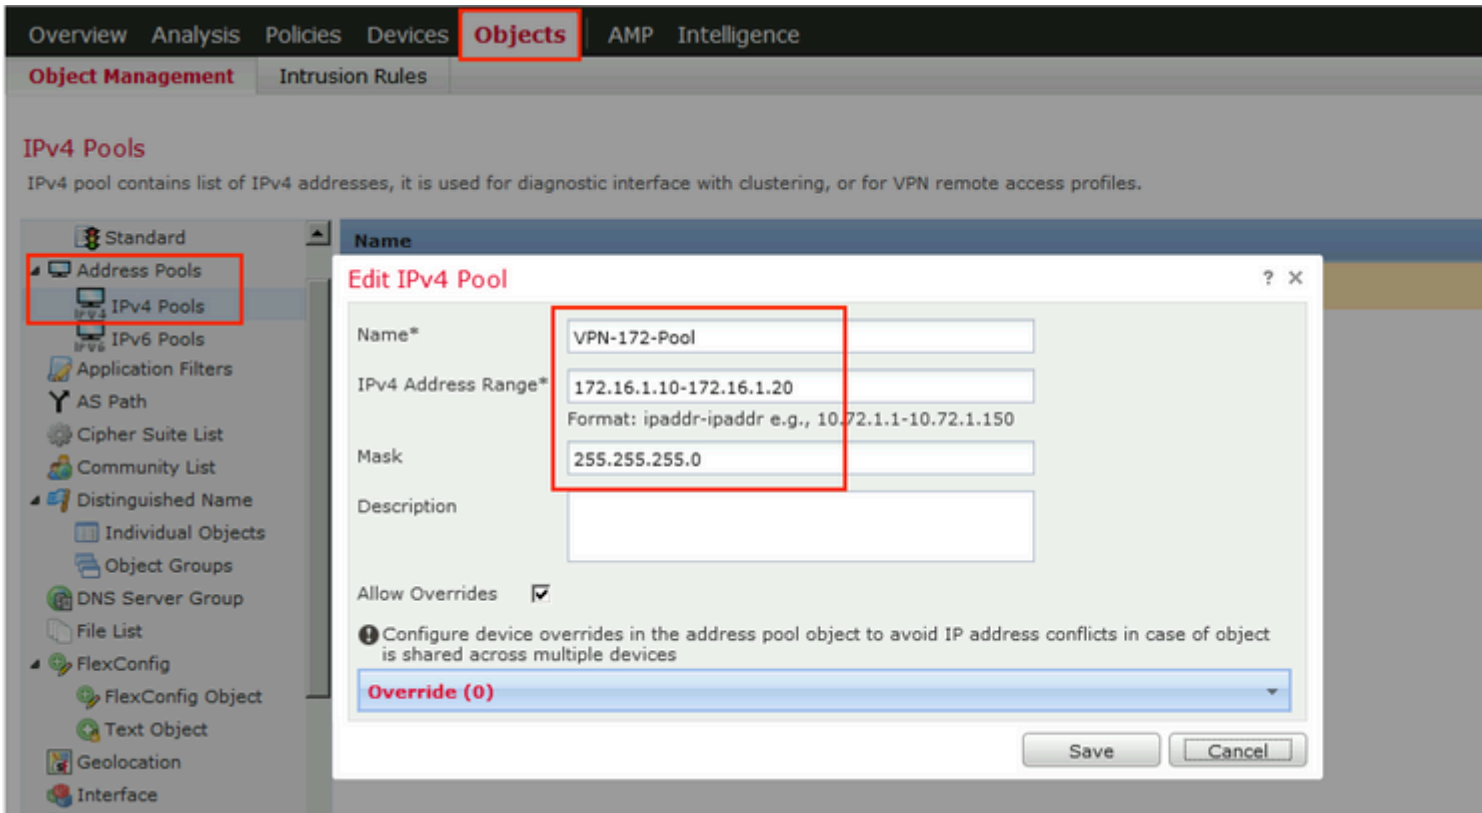 Overview Analysis Policies Devices Objects AMP Intelligence
Object Management Intrusion Rules
IPv4 Pools
IPv4 pool contains list of IPv4 addresses, it is used for diagnostic interface with clustering, or for VPN remote access profiles.
Standard
Address Pools
IPv4 Pools
IPv6 Pools
Application Filters
AS Path
Cipher Suite List
Community List
Distinguished Name
Individual Objects
Object Groups
DNS Server Group
File List
FlexConfig
FlexConfig Object
Text Object
Geolocation
Interface
Name
Edit IPv4 Pool ? ×
Name* VPN-172-Pool
IPv4 Address Range* 172.16.1.10-172.16.1.20
Format: ipaddr-ipaddr e.g., 10.72.1.1-10.72.1.150
Mask 255.255.255.0
Description
Allow Overrides
Configure device overrides in the address pool object to avoid IP address conflicts in case of object
is shared across multiple devices
Override (0)
Save Cancel